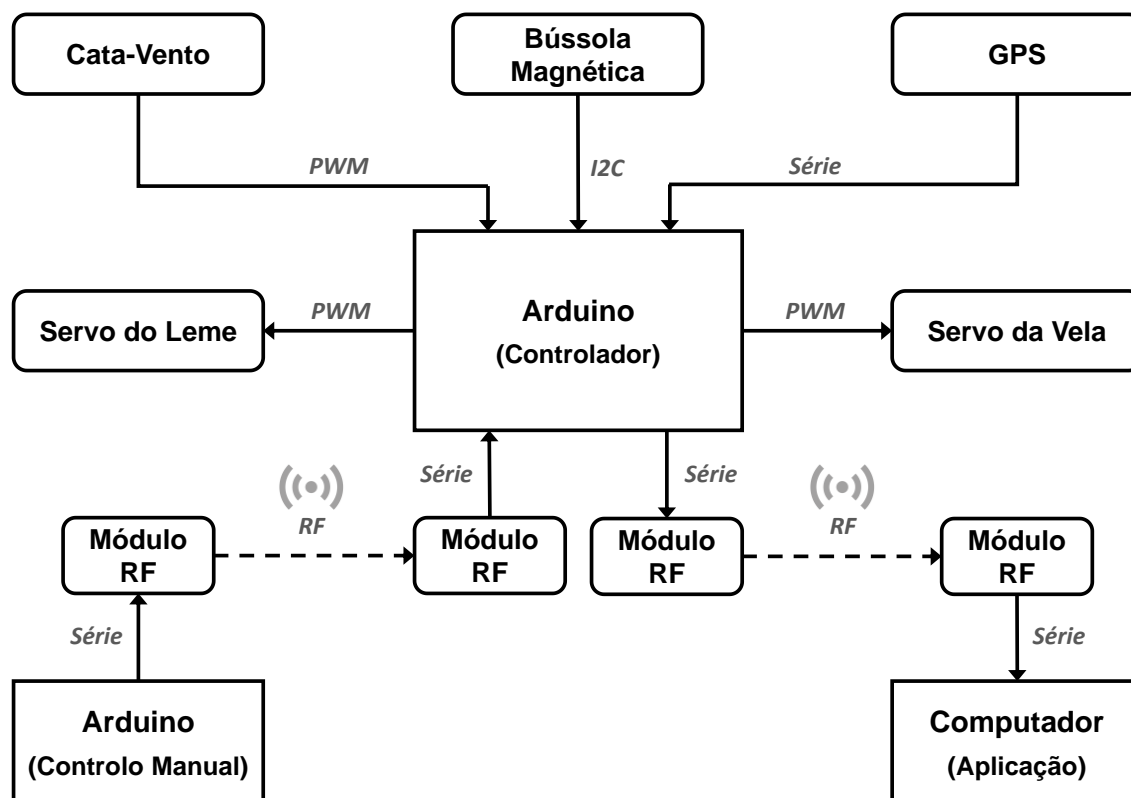 Cata-Vento
Bússola
Magnética
GPS
PWM
I2C
Série
Servo do Leme
PWM
Arduino
(Controlador)
PWM
Servo da Vela
Série
Série
RF
RF
Módulo
RF
Módulo
RF
Módulo
RF
Módulo
RF
Série
Série
Arduino
(Controlo Manual)
Computador
(Aplicação)